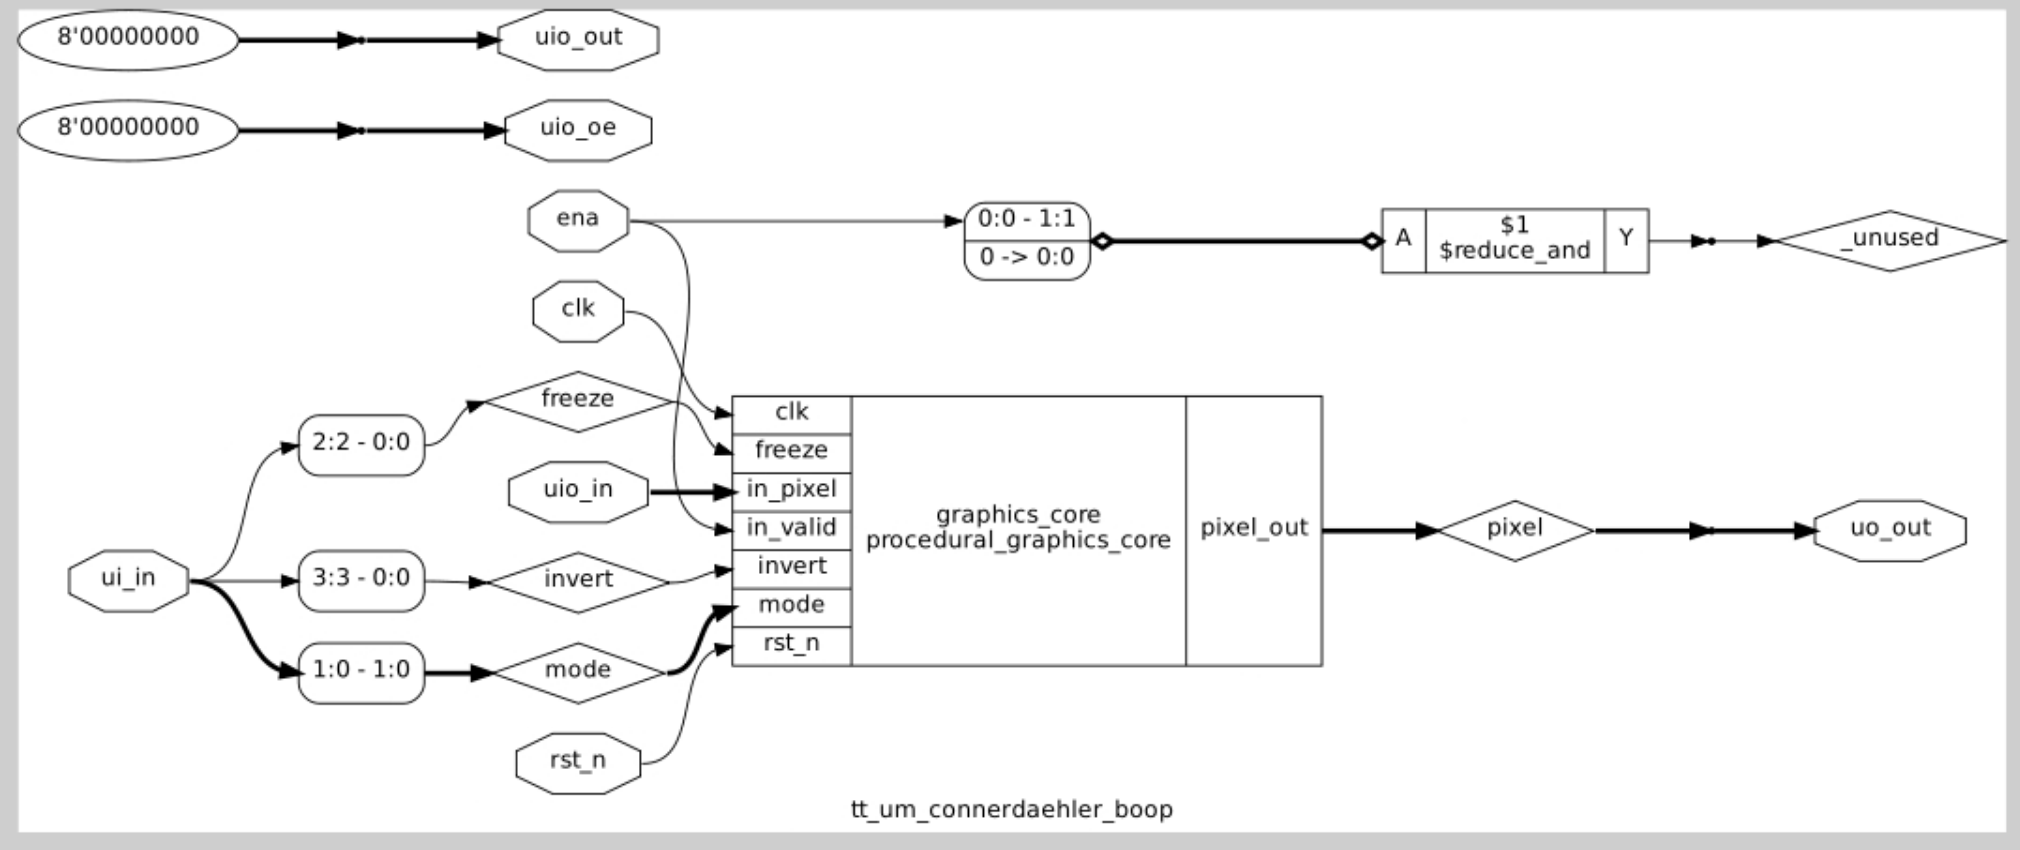 8'00000000
uio_out
8'00000000
uio_oe
ena
0:0 - 1:1
0 -> 0:0
A
$1
$reduce_and
Y
_unused
clk
freeze
2:2 - 0:0
uio_in
ui_in
3:3 - 0:0
invert
1:0 - 1:0
mode
rst_n
clk
freeze
in_pixel
in_valid
invert
mode
rst_n
graphics_core
procedural_graphics_core
pixel_out
pixel
uo_out
tt_um_connerdaehler_boop